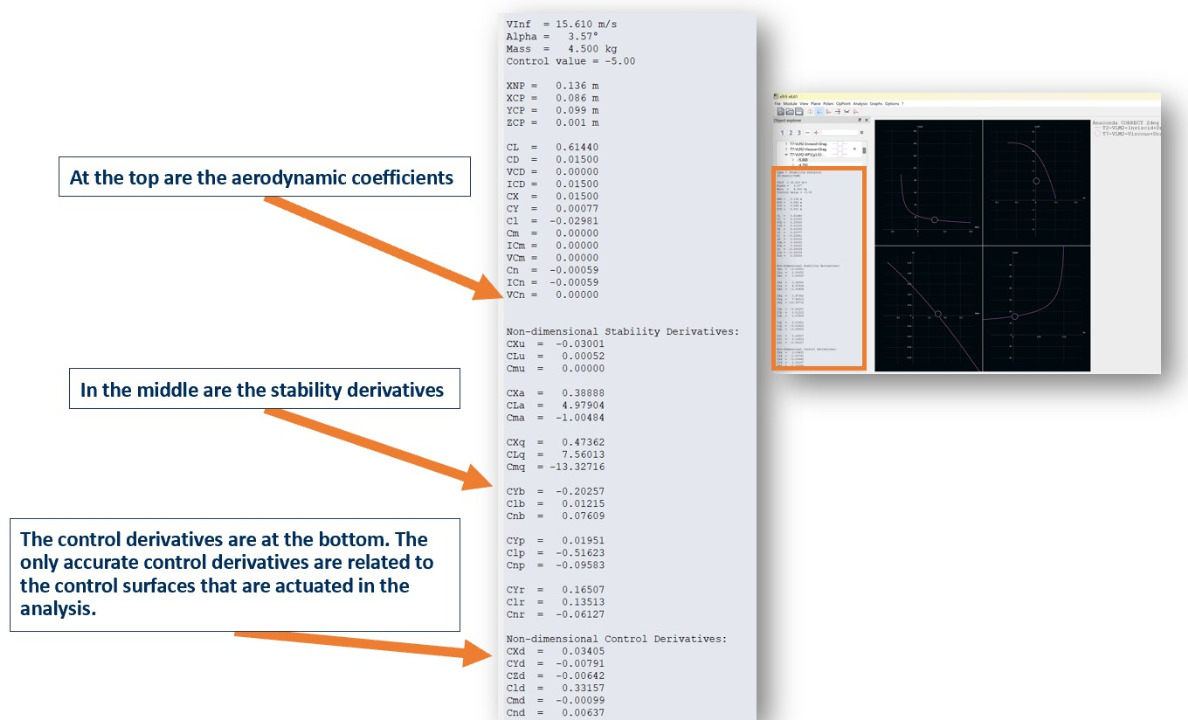 At the top are the aerodynamic coefficients
In the middle are the stability derivatives
The control derivatives are at the bottom. The
only accurate control derivatives are related to
the control surfaces that are actuated in the
analysis.
VInf = 15.610 m/s
Alpha = 3.57°
Mass = 4.500 kg
Control value = -5.00
XNP = 0.136 m
XCP = 0.086 m
YCP = 0.099 m
ZCP = 0.001 m
CL = 0.61440
CD = 0.01500
VCD = 0.00000
ICD = 0.01500
CX = 0.01500
CY = 0.00077
Cl = -0.02981
Cm = 0.00000
ICm = 0.00000
VCm = 0.00000
Cn = -0.00059
ICn = -0.00059
VCn = 0.00000
Non-dimensional Stability Derivatives:
CXu = -0.03001
CLu = 0.00052
Cmu = 0.00000
CXa = 0.38888
CLa = 4.97904
Cma = -1.00484
CXq = 0.47362
CLq = 7.56013
Cmq = -13.32716
CYb = -0.20257
Clb = 0.01215
Cnb = 0.07609
CYp = 0.01951
Clp = -0.51623
Cnp = -0.09583
CYr = 0.16507
Clr = 0.13513
Cnr = -0.06127
Non-dimensional Control Derivatives:
CXd = 0.03405
CYd = -0.00791
CZd = -0.00642
Cld = 0.33157
Cmd = -0.00099
Cnd = 0.00637
File Module View Plane Polars OpPoint Analysis Graphs Options ?
Object explorer
1 2 3 - +